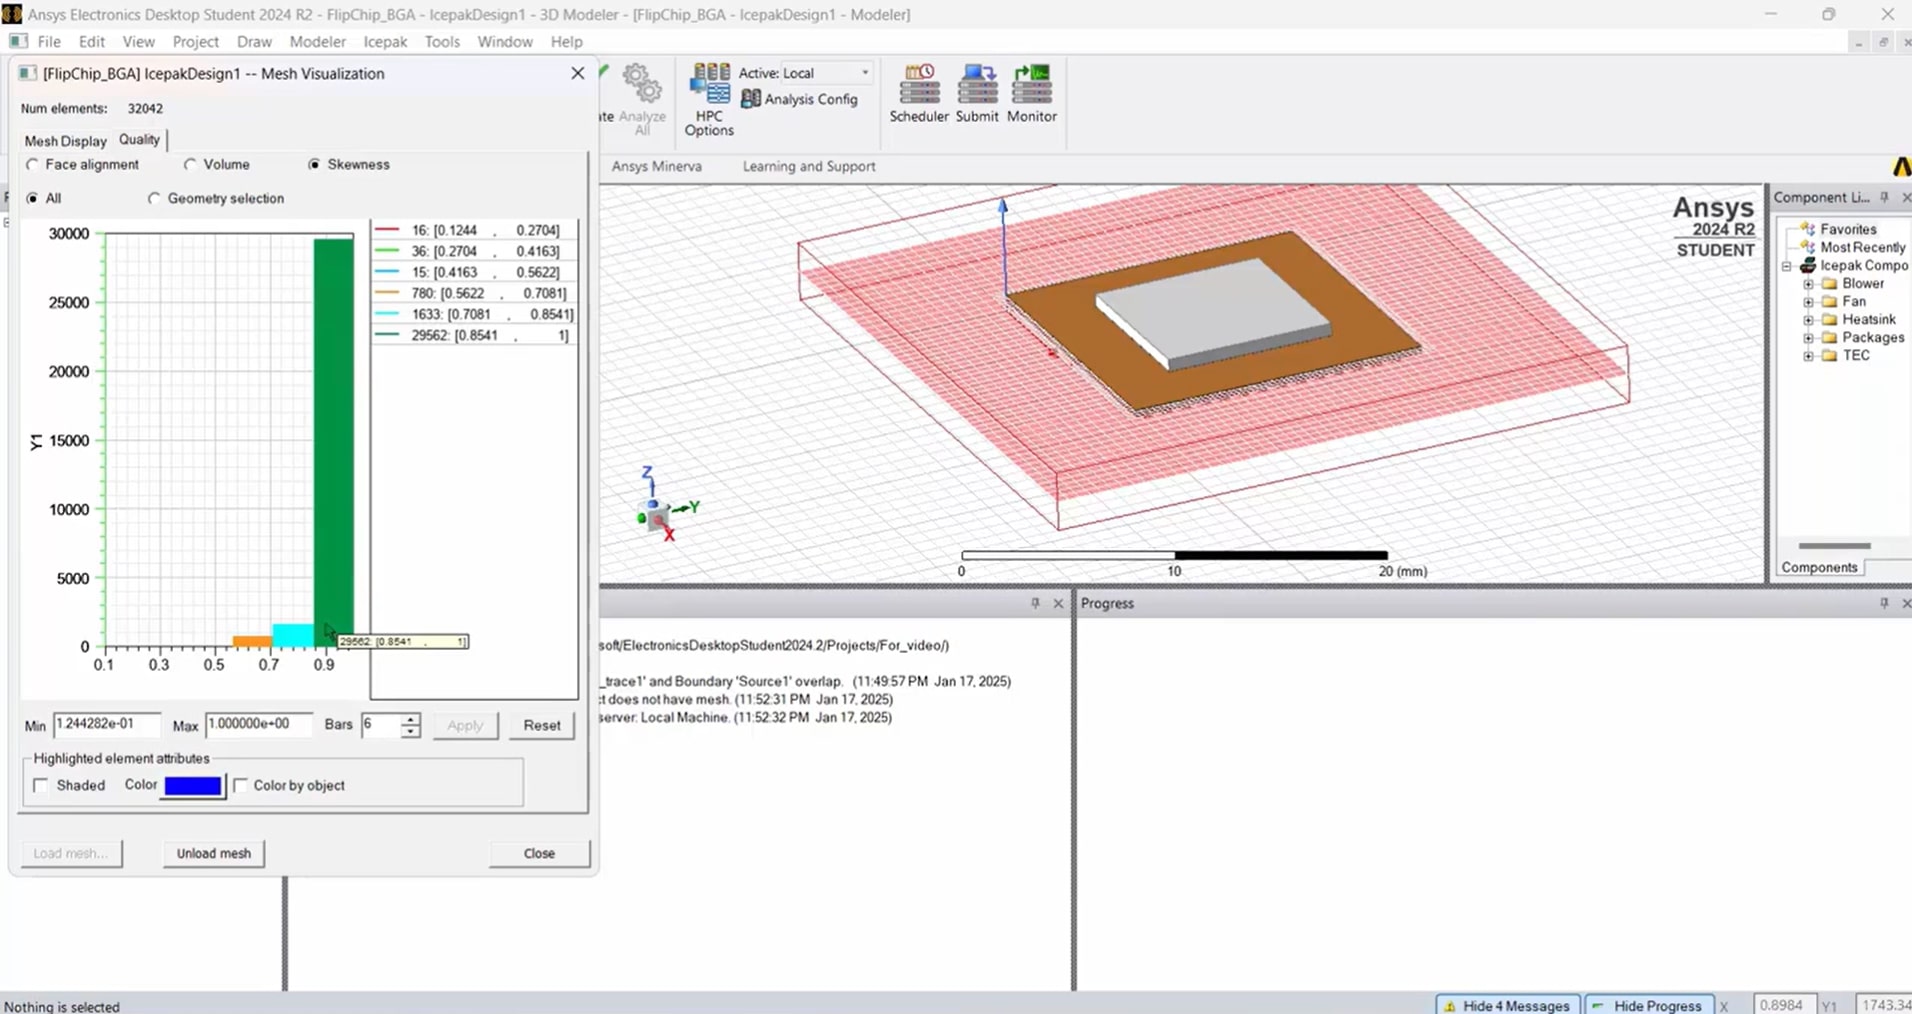 Ansys Electronics Desktop Student 2024 R2 - FlipChip_BGA - IcepakDesign1 - 3D Modeler - [FlipChip_BGA - IcepakDesign1 - Modeler]
File Edit View Project Draw Modeler Icepak Tools Window Help
[FlipChip_BGA] IcepakDesign1 -- Mesh Visualization
Num elements: 32042
Mesh Display Quality
Face alignment Volume Skewness
All Geometry selection
30000
25000
20000
15000
10000
5000
0
Y1
0.1 0.3 0.5 0.7 0.9
16: [0.1244 , 0.2704]
36: [0.2704 , 0.4163]
15: [0.4163 , 0.5622]
780: [0.5622 , 0.7081]
1633: [0.7081 , 0.8541]
29562: [0.8541 , 1]
29562: [0.8541 , 1]
Min 1.244282e-01 Max 1.000000e+00 Bars 6 Apply Reset
Highlighted element attributes
Shaded Color Color by object
Load mesh... Unload mesh Close
te Analyze
All
HPC
Options
Active: Local
Analysis Config
Scheduler Submit Monitor
Ansys Minerva Learning and Support
Ansys
2024 R2
STUDENT
Z
Y
X
0 10 20 (mm)
Component Li...
Favorites
Most Recently
Icepak Compo
Blower
Fan
Heatsink
Packages
TEC
Components
soft/ElectronicsDesktopStudent2024.2/Projects/For_video/)
_trace1' and Boundary 'Source1' overlap. (11:49:57 PM Jan 17, 2025)
ct does not have mesh. (11:52:31 PM Jan 17, 2025)
server: Local Machine. (11:52:32 PM Jan 17, 2025)
Progress
Nothing is selected
Hide 4 Messages Hide Progress X 0.8984 Y1 1743.34